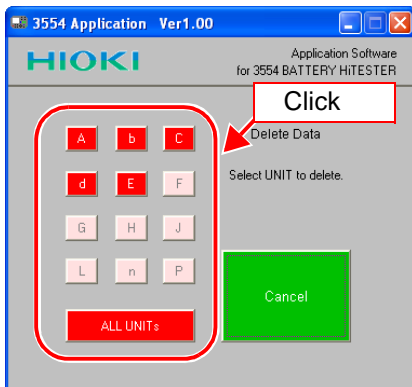 3554 Application Ver1.00
HIOKI
Application Software
for 3554 BATTERY HiTESTER
Click
Delete Data
Select UNIT to delete.
A b C
d E F
G H J
L n P
ALL UNITs
Cancel